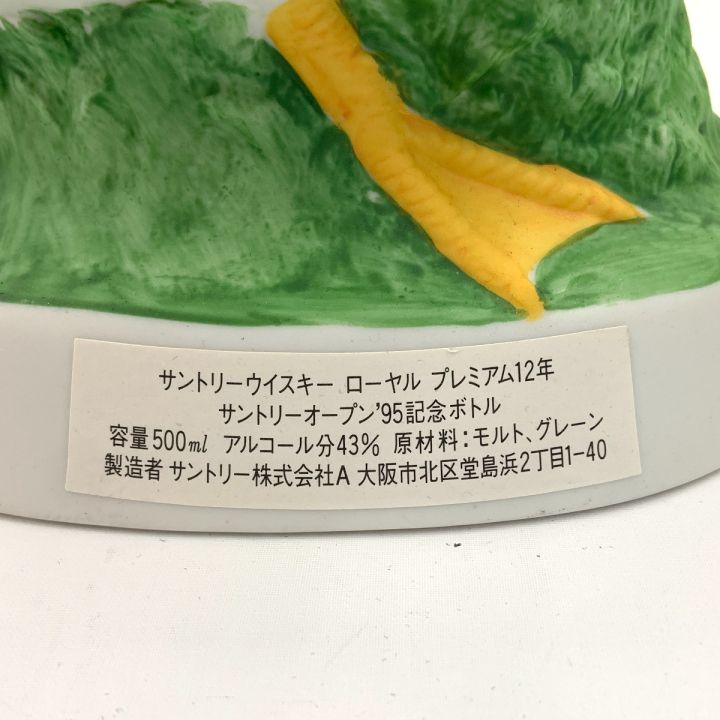 サントリーウイスキー ローヤル プレミアム12年
サントリーオープン'95記念ボトル
容量500ml アルコール分43% 原材料:モルト、グレーン
製造者 サントリー株式会社A 大阪市北区堂島浜2丁目1-40